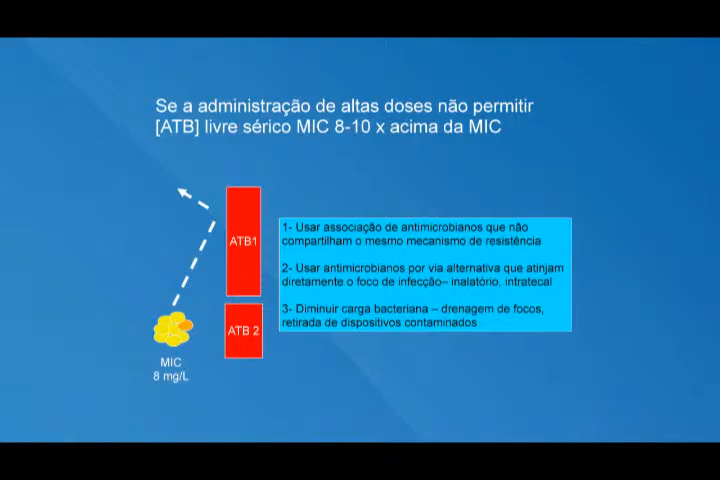 Se a administração de altas doses não permitir
[ATB] livre sérico MIC 8-10 x acima da MIC
ATB1
1- Usar associação de antimicrobianos que não
compartilham o mesmo mecanismo de resistência
2- Usar antimicrobianos por via alternativa que atinjam
diretamente o foco de infecção– inalatório, intratecal
3- Diminuir carga bacteriana – drenagem de focos,
retirada de dispositivos contaminados
ATB 2
MIC
8 mg/L